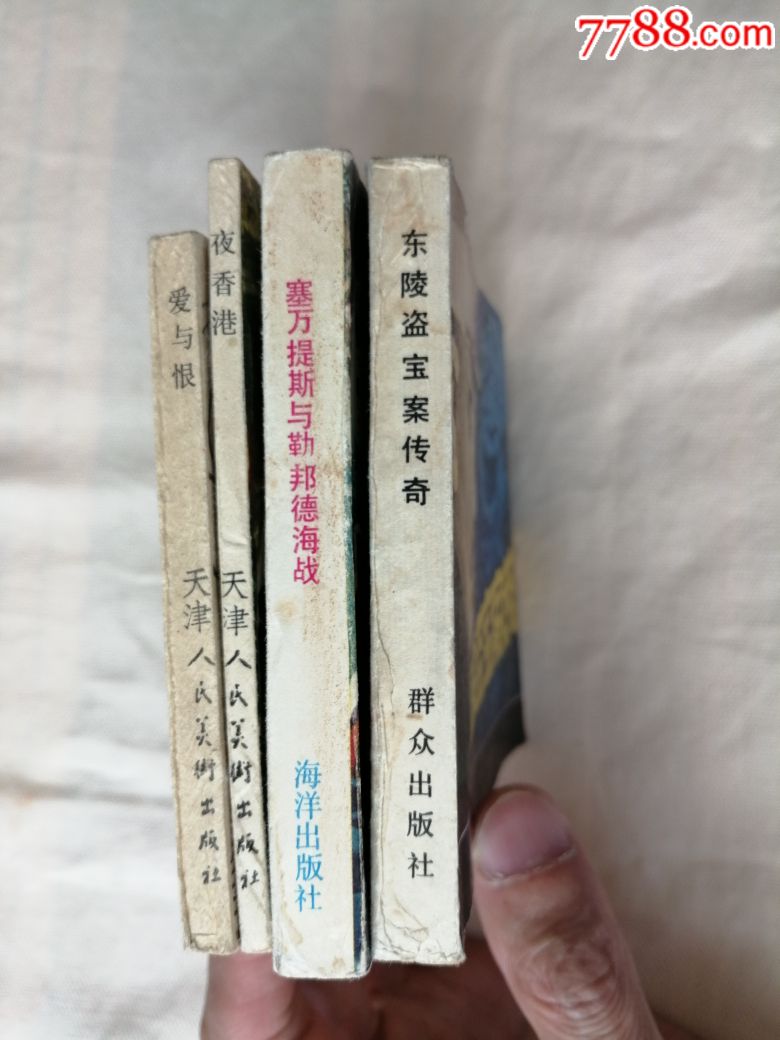 7788.com
爱与恨
天津人民美术出版社
夜香港
天津人民美术出版社
塞万提斯与勒邦德海战
海洋出版社
东陵盗宝案传奇
群众出版社